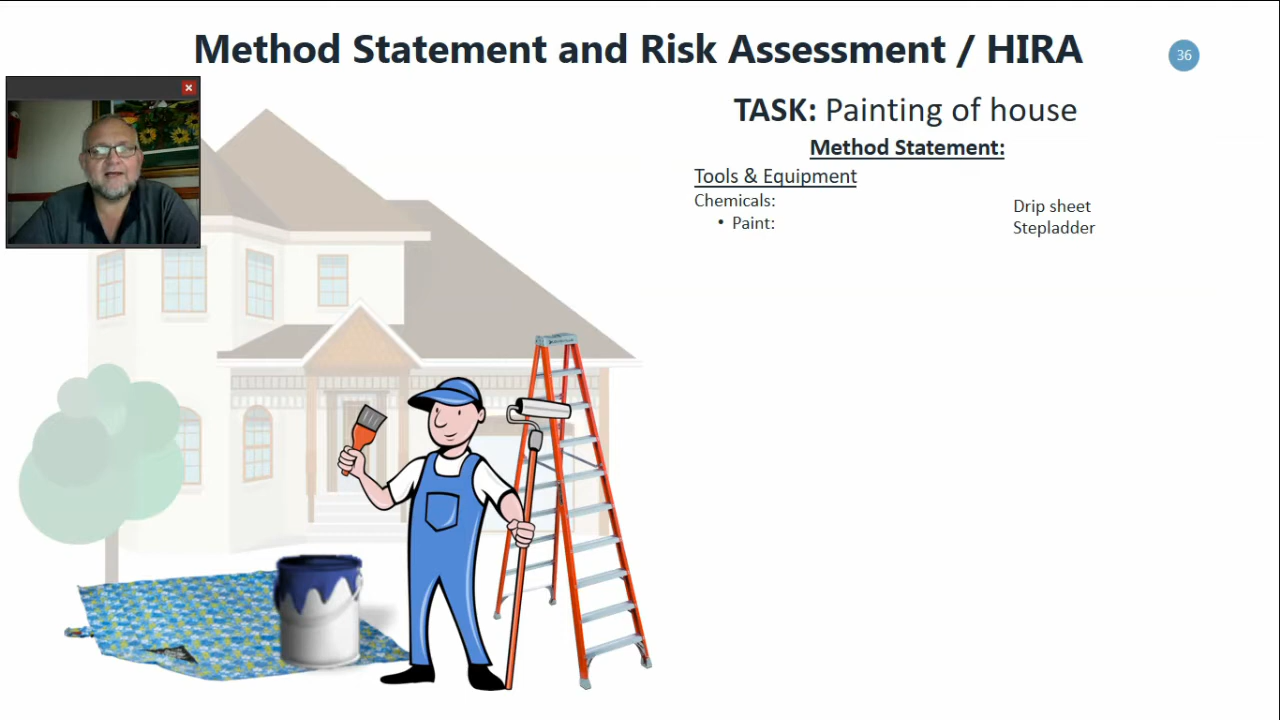 Method Statement and Risk Assessment / HIRA
36
TASK: Painting of house
Method Statement:
Tools & Equipment
Chemicals:
• Paint:
Drip sheet
Stepladder